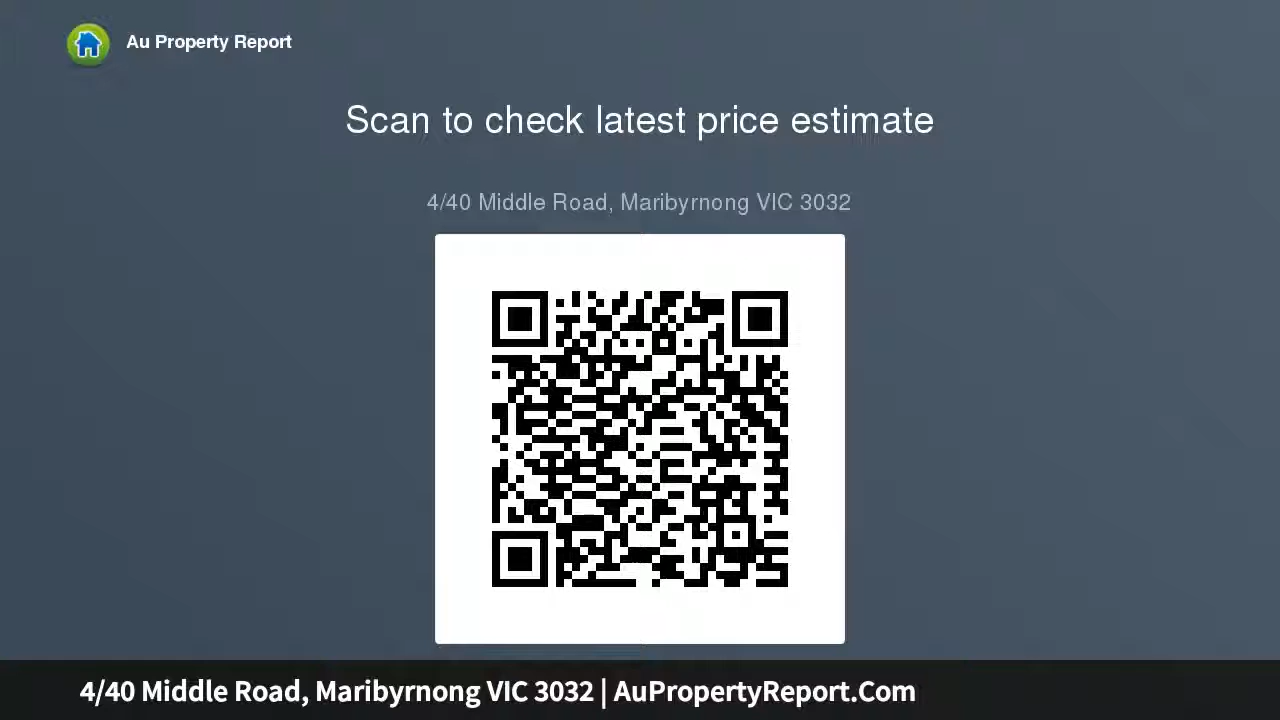 Au Property Report
Scan to check latest price estimate
4/40 Middle Road, Maribyrnong VIC 3032
4/40 Middle Road, Maribyrnong VIC 3032 | AuPropertyReport.Com